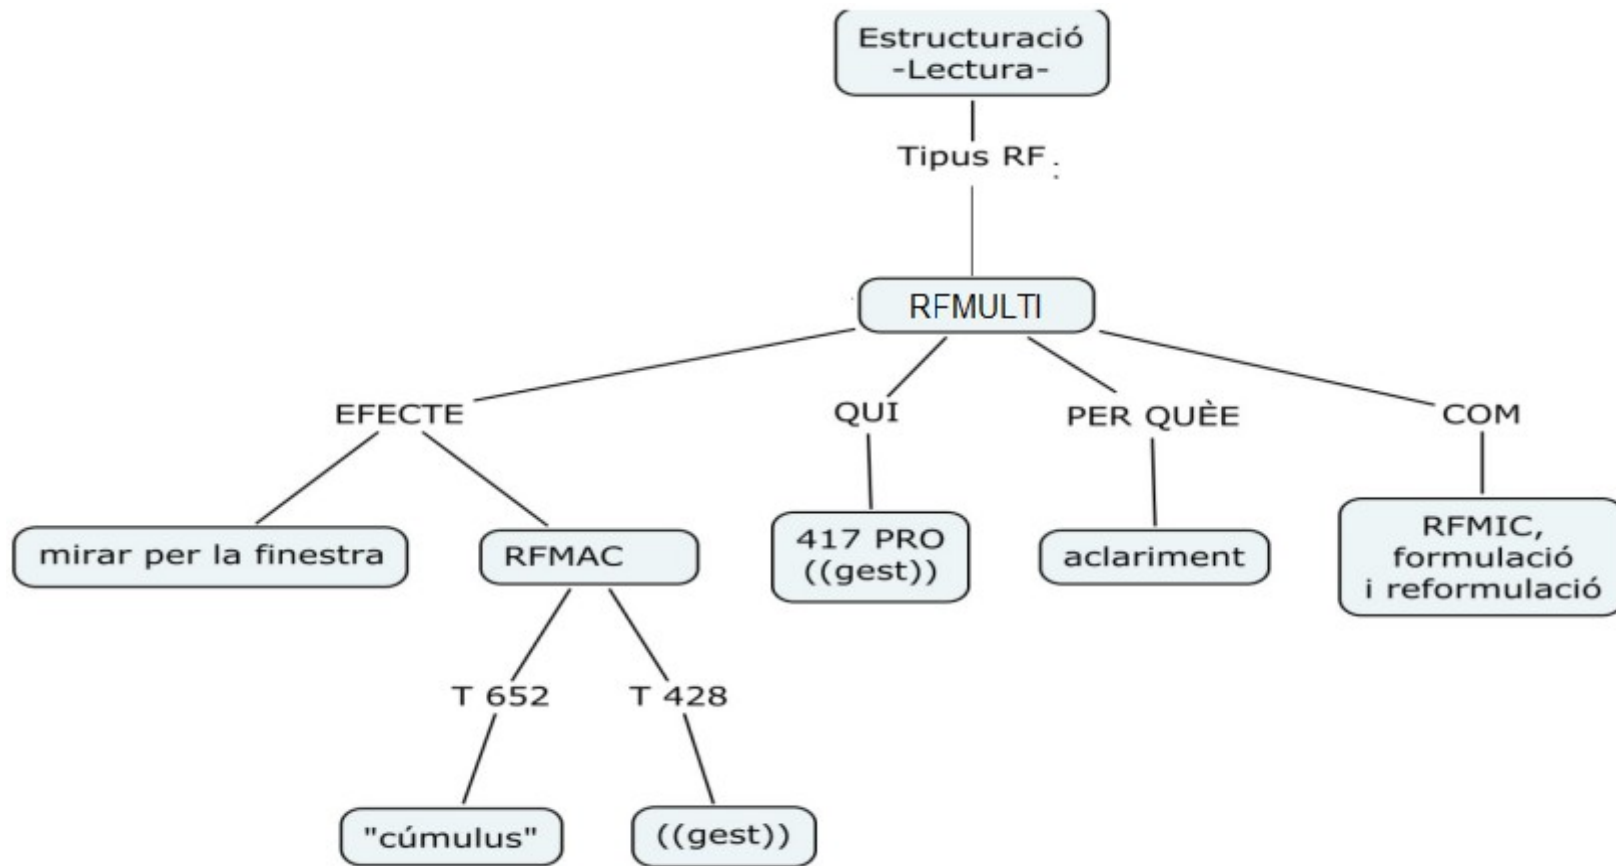 Estructuració
-Lectura-
Tipus RF :
RFMULTI
EFECTE
QUI
PER QUÈE
COM
mirar per la finestra
RFMAC
417 PRO
((gest))
aclariment
RFMIC,
formulació
i reformulació
T 652
T 428
"cúmulus"
((gest))